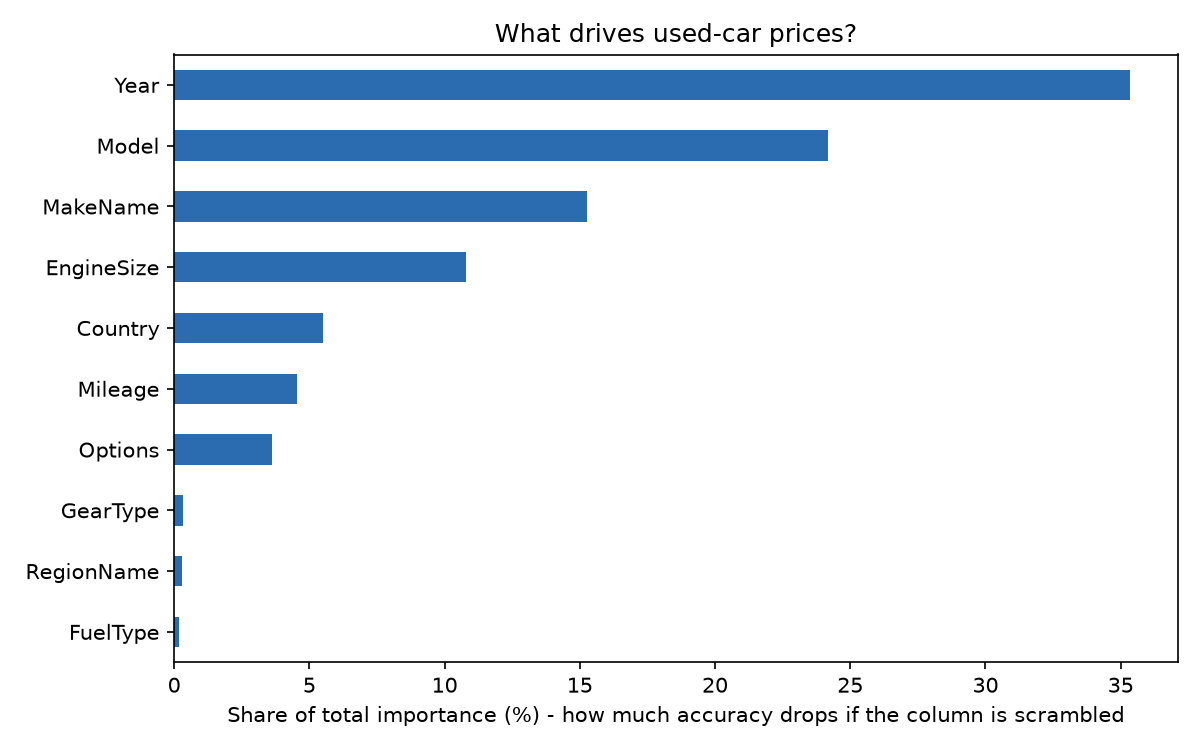 What drives used-car prices?
Year
Model
MakeName
EngineSize
Country
Mileage
Options
GearType
RegionName
FuelType
0 5 10 15 20 25 30 35
Share of total importance (%) - how much accuracy drops if the column is scrambled